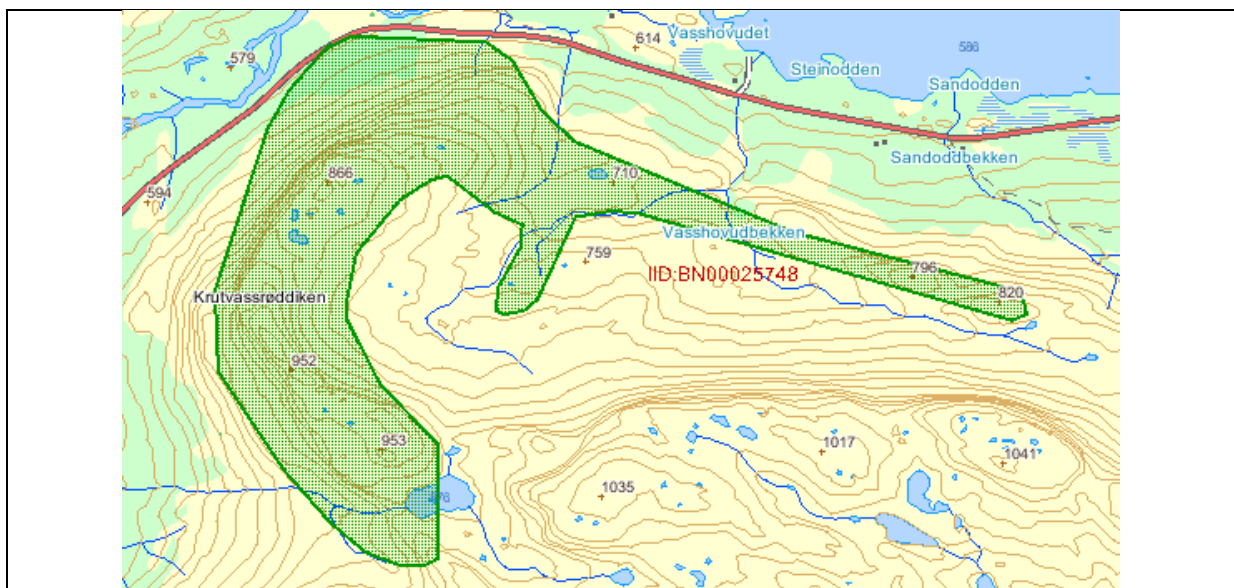 614
Vasshovudet
586
579
Steinodden
Sandodden
Sandoddbekken
866
710
594
Vasshovudbekken
759
IID:BN00025748
796
820
Krutvassrøddiken
952
953
1017
1041
1035